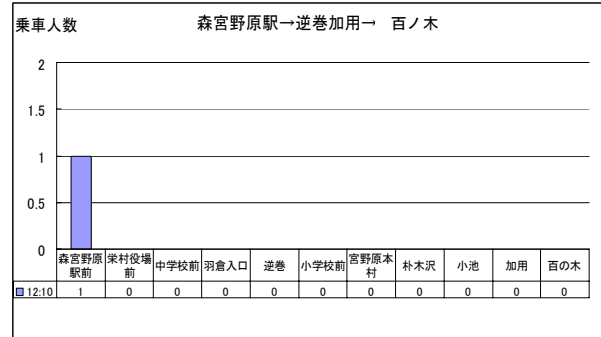 乗車人数
森宮野原駅→逆巻加用→　百ノ木
2
1.5
1
0.5
0
森宮野原駅前 栄村役場前 中学校前 羽倉入口 逆巻 小学校前 宮野原本村 朴木沢 小池 加用 百の木
12:10 1 0 0 0 0 0 0 0 0 0 0